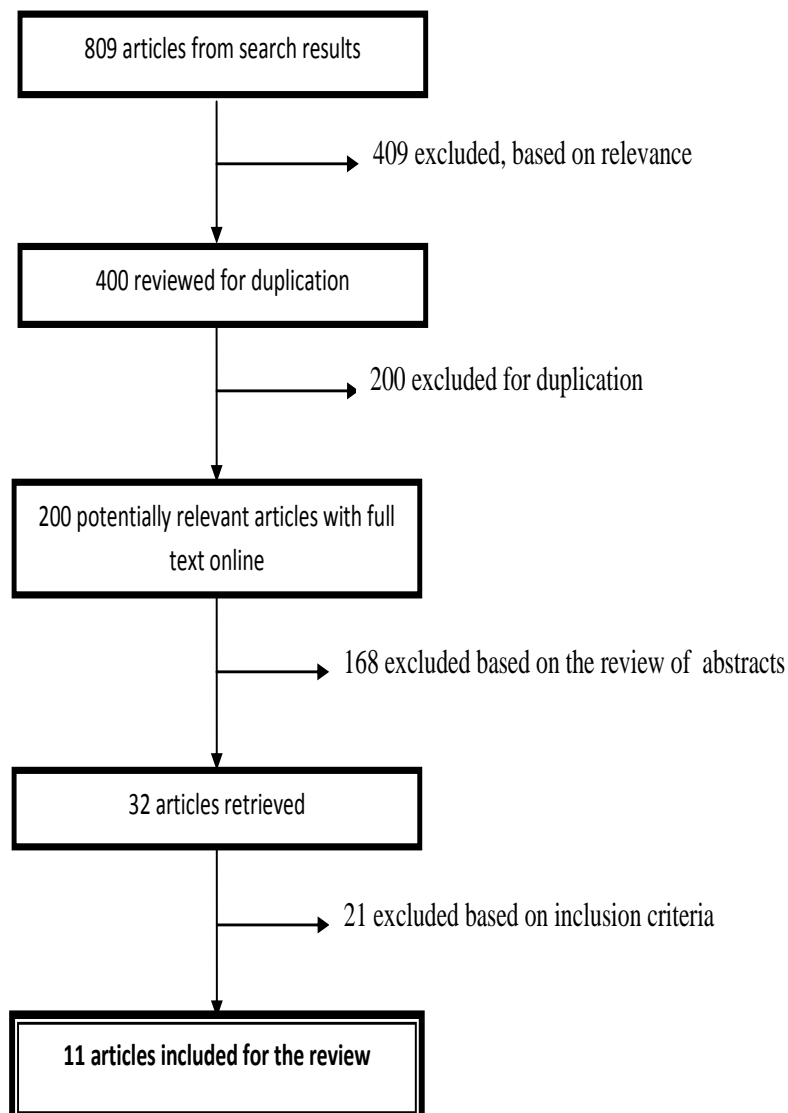 809 articles from search results
409 excluded, based on relevance
400 reviewed for duplication
200 excluded for duplication
200 potentially relevant articles with full
text online
168 excluded based on the review of abstracts
32 articles retrieved
21 excluded based on inclusion criteria
11 articles included for the review